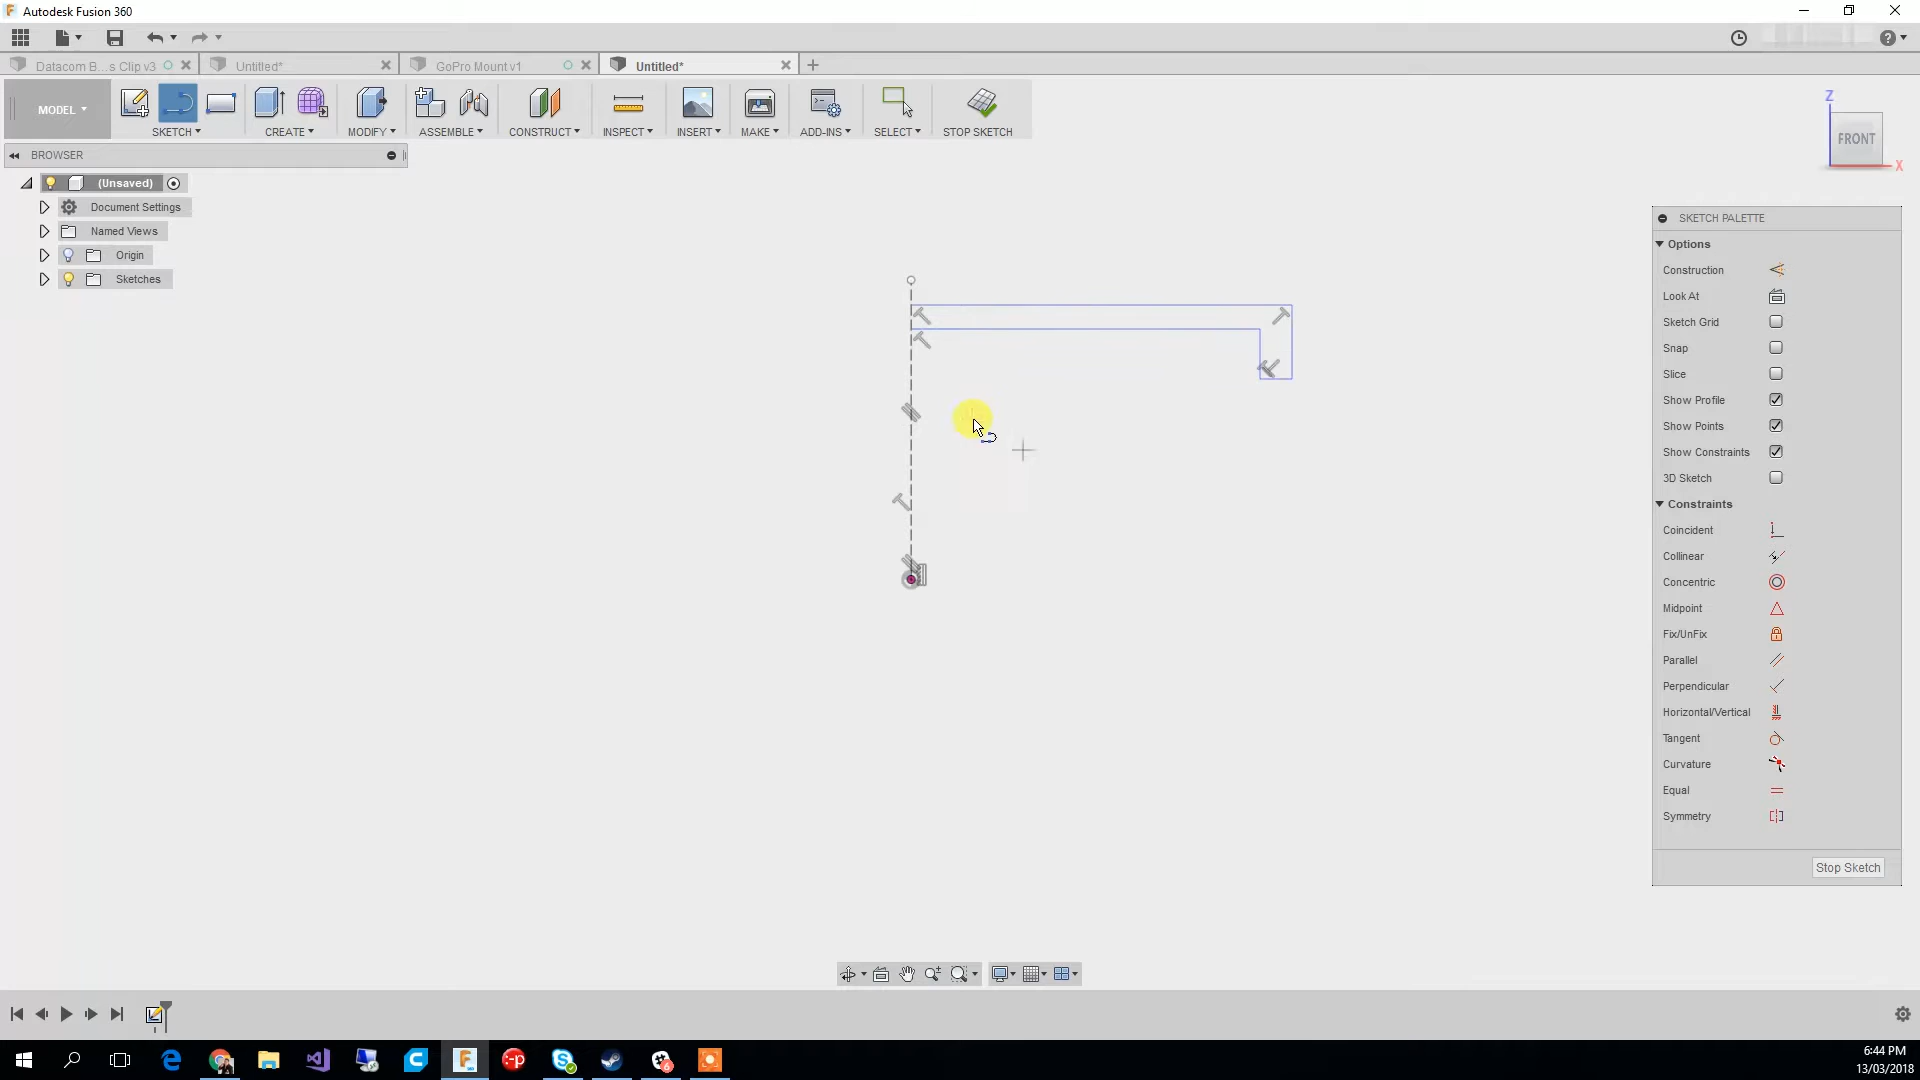 Autodesk Fusion 360
Datacom B...s Clip v3
Untitled*
GoPro Mount v1
Untitled*
MODEL
SKETCH
CREATE
MODIFY
ASSEMBLE
CONSTRUCT
INSPECT
INSERT
MAKE
ADD-INS
SELECT
STOP SKETCH
BROWSER
(Unsaved)
Document Settings
Named Views
Origin
Sketches
Z
FRONT
X
SKETCH PALETTE
Options
Construction
Look At
Sketch Grid
Snap
Slice
Show Profile
Show Points
Show Constraints
3D Sketch
Constraints
Coincident
Collinear
Concentric
Midpoint
Fix/UnFix
Parallel
Perpendicular
Horizontal/Vertical
Tangent
Curvature
Equal
Symmetry
Stop Sketch
6:44 PM
13/03/2018